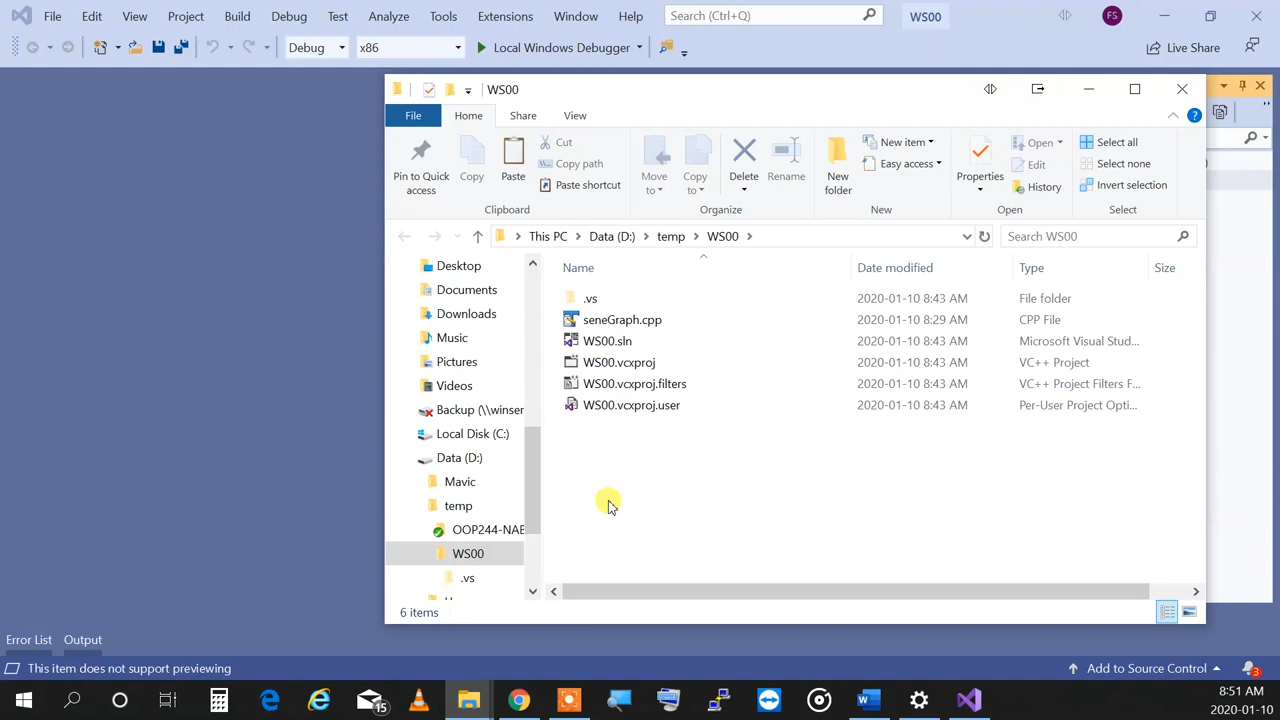 File Edit View Project Build Debug Test Analyze Tools Extensions Window Help Search (Ctrl+Q) WS00 FS
Debug x86 Local Windows Debugger Live Share
WS00
File Home Share View
Pin to Quick access
Copy
Paste
Cut
Copy path
Paste shortcut
Move to
Copy to
Delete
Rename
New folder
New item
Easy access
Properties
Open
Edit
History
Select all
Select none
Invert selection
Clipboard Organize New Open Select
This PC Data (D:) temp WS00 Search WS00
Name Date modified Type Size
Desktop
Documents
Downloads
Music
Pictures
Videos
Backup (\\winser
Local Disk (C:)
Data (D:)
Mavic
temp
OOP244-NAE
WS00
.vs
.vs 2020-01-10 8:43 AM File folder
seneGraph.cpp 2020-01-10 8:29 AM CPP File
WS00.sln 2020-01-10 8:43 AM Microsoft Visual Stud...
WS00.vcxproj 2020-01-10 8:43 AM VC++ Project
WS00.vcxproj.filters 2020-01-10 8:43 AM VC++ Project Filters F...
WS00.vcxproj.user 2020-01-10 8:43 AM Per-User Project Opti...
6 items
Error List Output
This item does not support previewing Add to Source Control 3
15
8:51 AM
2020-01-10